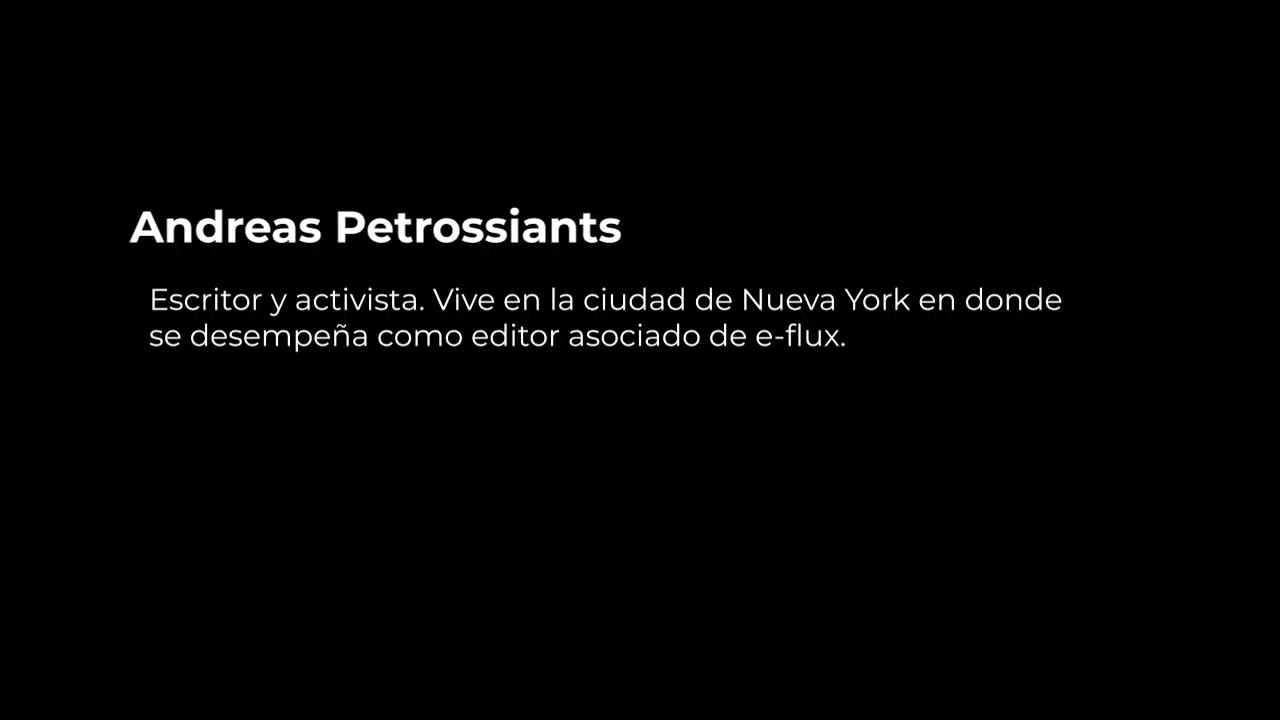 Andreas Petrossiants
Escritor y activista. Vive en la ciudad de Nueva York en donde
se desempeña como editor asociado de e-flux.